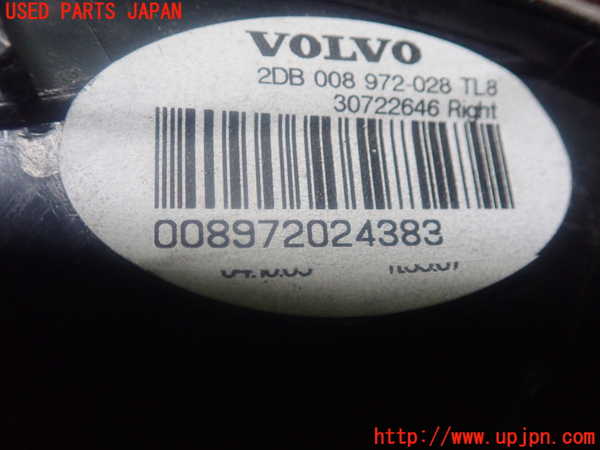 USED PARTS JAPAN
VOLVO
2DB 008 972-028 TL8
30722646 Right
008972024383
http://www.upjpn.com/